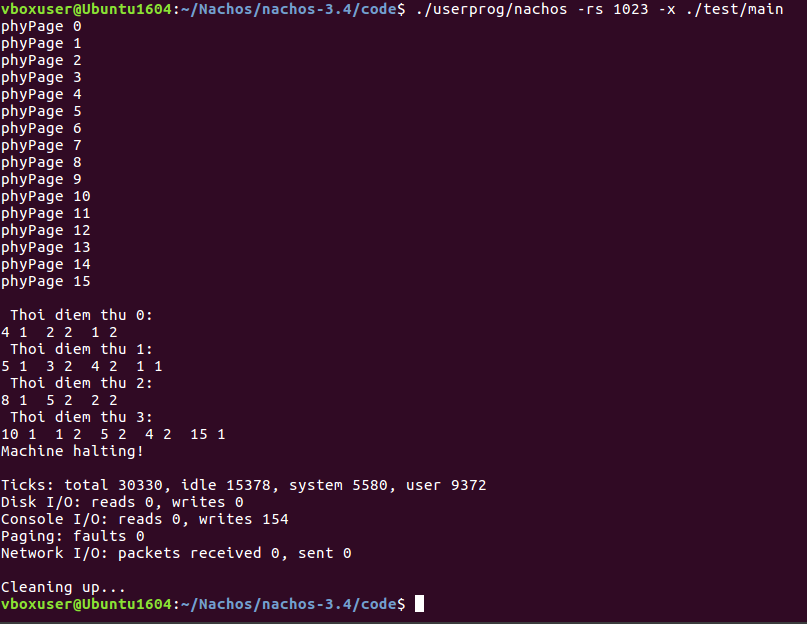 vboxuser@Ubuntu1604:~/Nachos/nachos-3.4/code$ ./userprog/nachos -rs 1023 -x ./test/main
phyPage 0
phyPage 1
phyPage 2
phyPage 3
phyPage 4
phyPage 5
phyPage 6
phyPage 7
phyPage 8
phyPage 9
phyPage 10
phyPage 11
phyPage 12
phyPage 13
phyPage 14
phyPage 15
Thoi diem thu 0:
4 1  2 2  1 2
Thoi diem thu 1:
5 1  3 2  4 2  1 1
Thoi diem thu 2:
8 1  5 2  2 2
Thoi diem thu 3:
10 1  1 2  5 2  4 2  15 1
Machine halting!
Ticks: total 30330, idle 15378, system 5580, user 9372
Disk I/O: reads 0, writes 0
Console I/O: reads 0, writes 154
Paging: faults 0
Network I/O: packets received 0, sent 0
Cleaning up...
vboxuser@Ubuntu1604:~/Nachos/nachos-3.4/code$